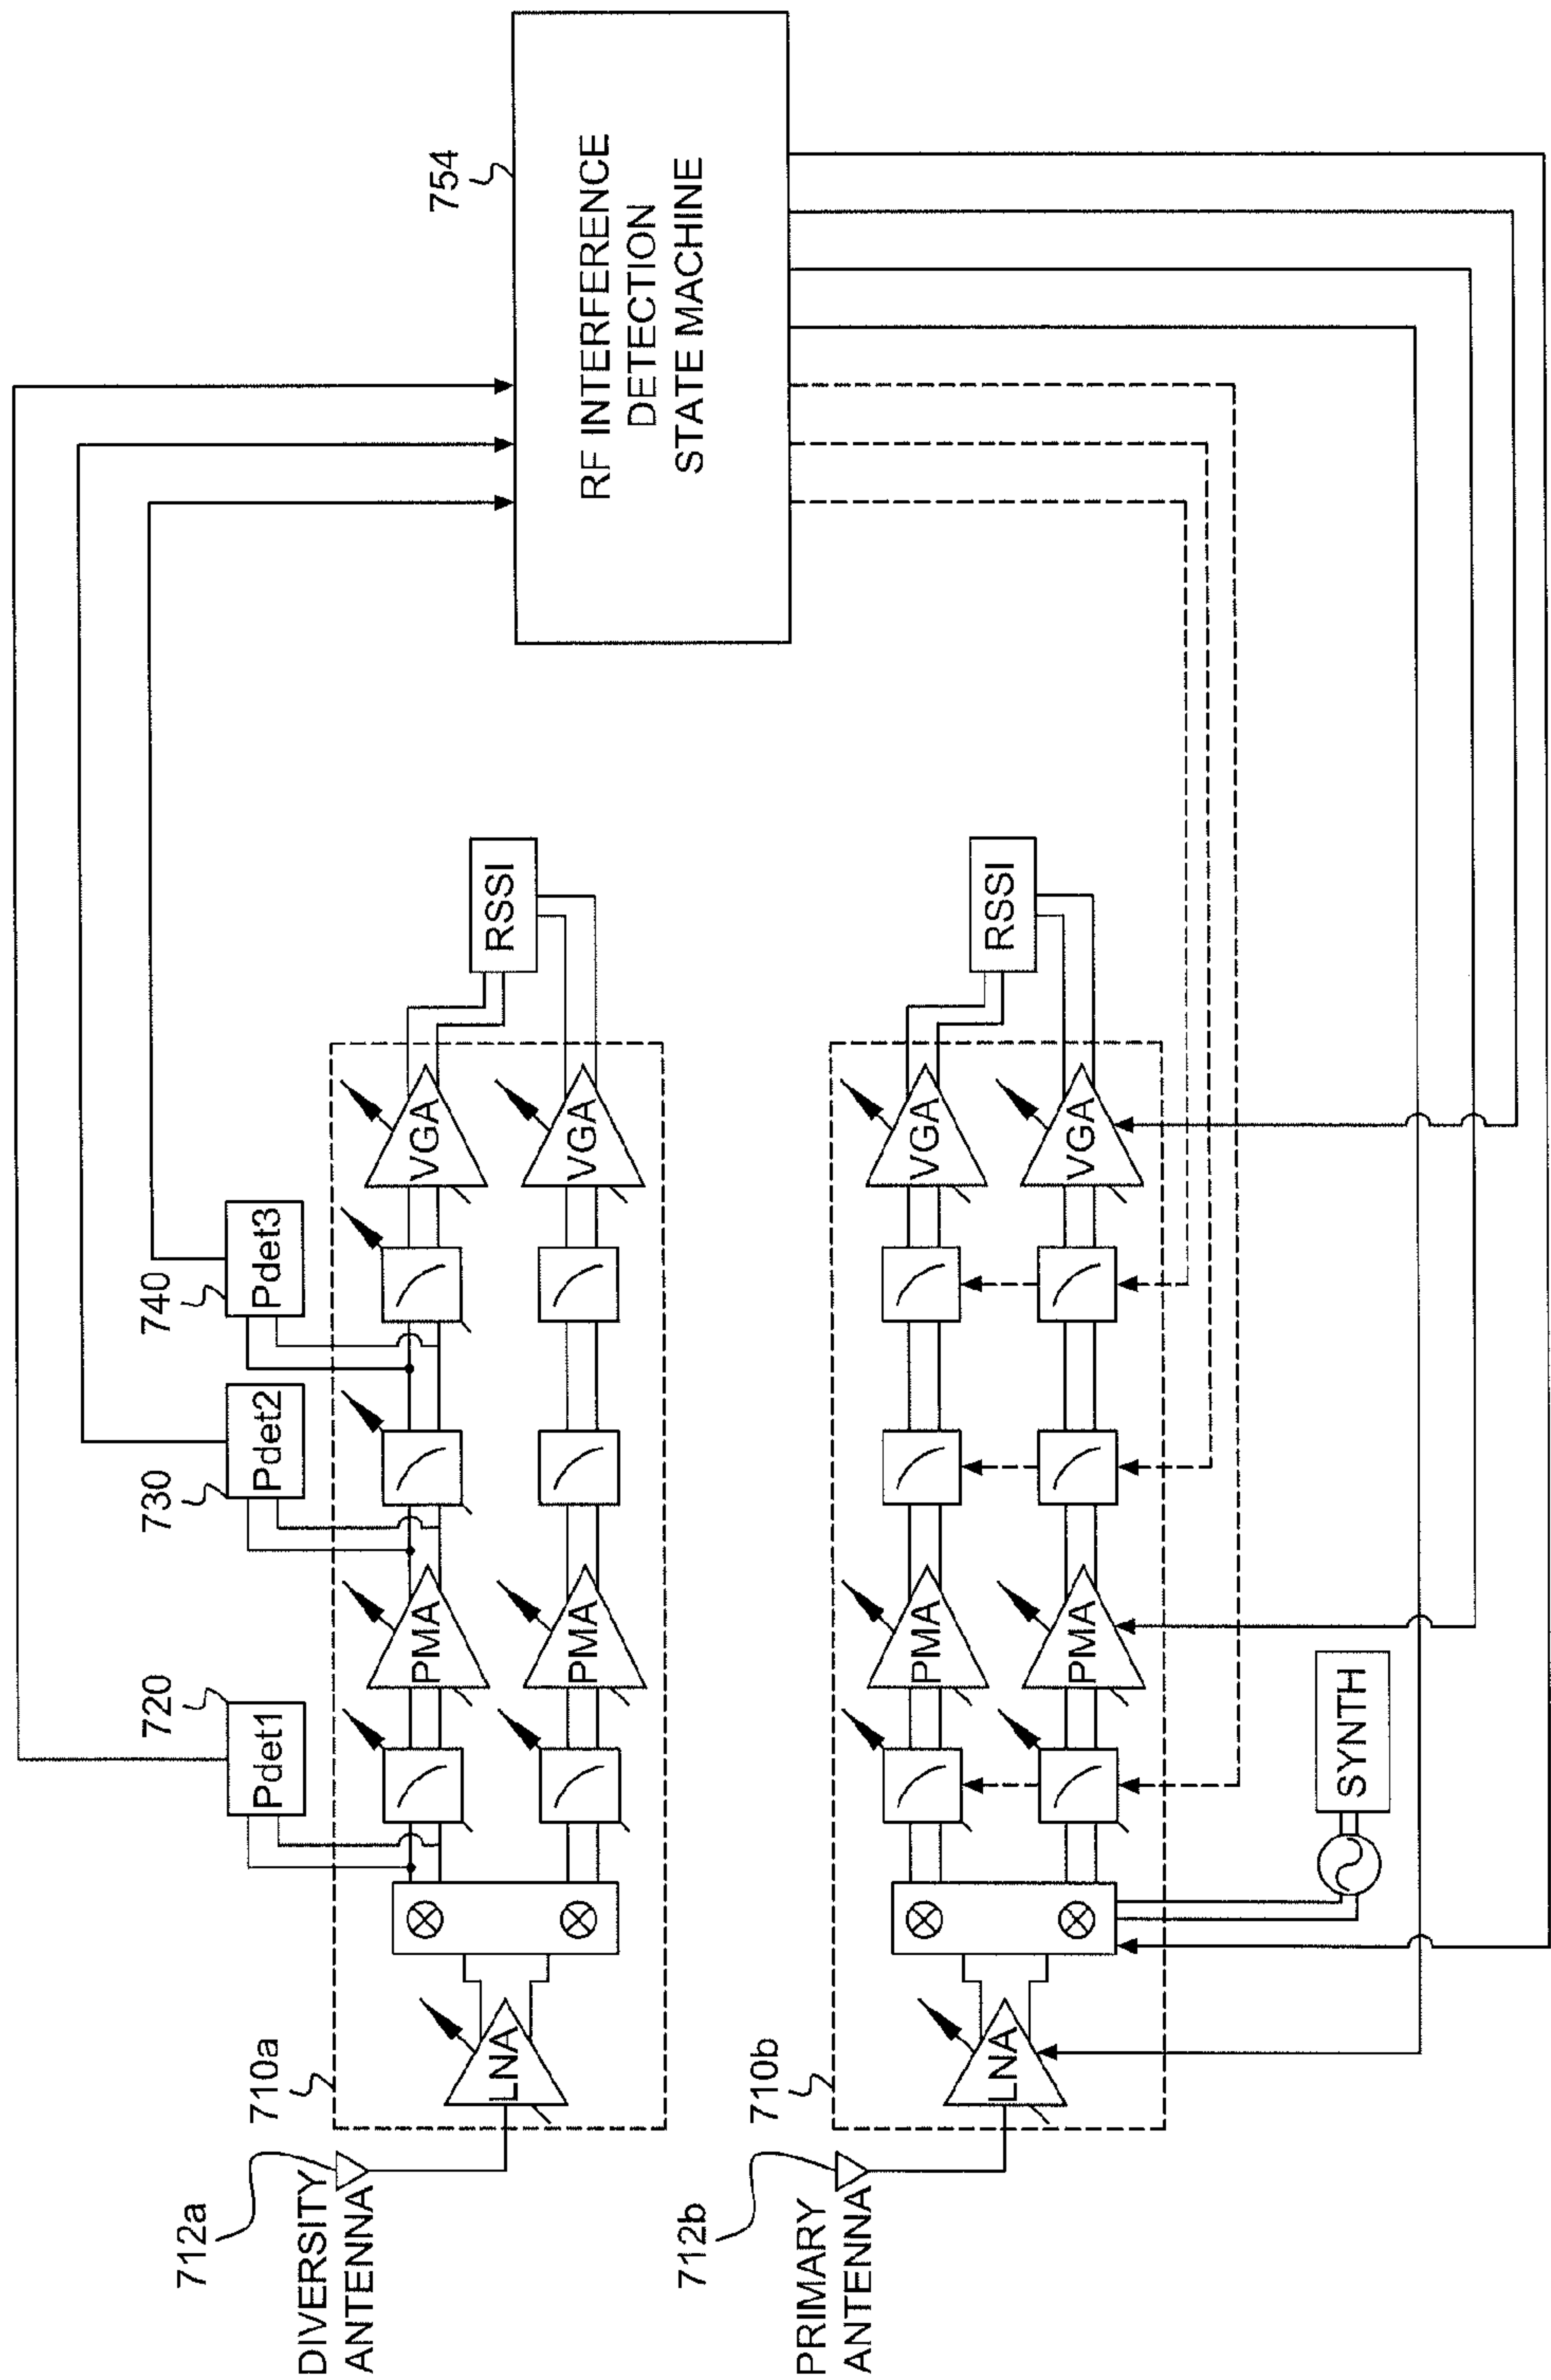 754
RF INTERFERENCE
DETECTION
STATE MACHINE
720
Pdet1
730
Pdet2
740
Pdet3
710a
712a
DIVERSITY
ANTENNA
LNA
PMA
VGA
PMA
VGA
RSSI
710b
712b
PRIMARY
ANTENNA
LNA
PMA
VGA
PMA
VGA
RSSI
SYNTH